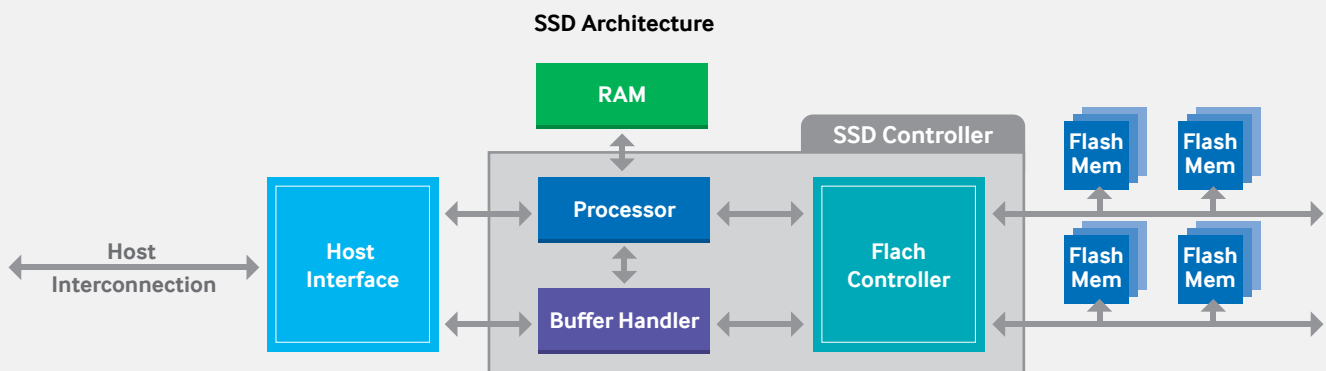 SSD Architecture
RAM
SSD Controller
Flash
Mem
Flash
Mem
Processor
Host
Interconnection
Host
Interface
Flach
Controller
Flash
Mem
Flash
Mem
Buffer Handler